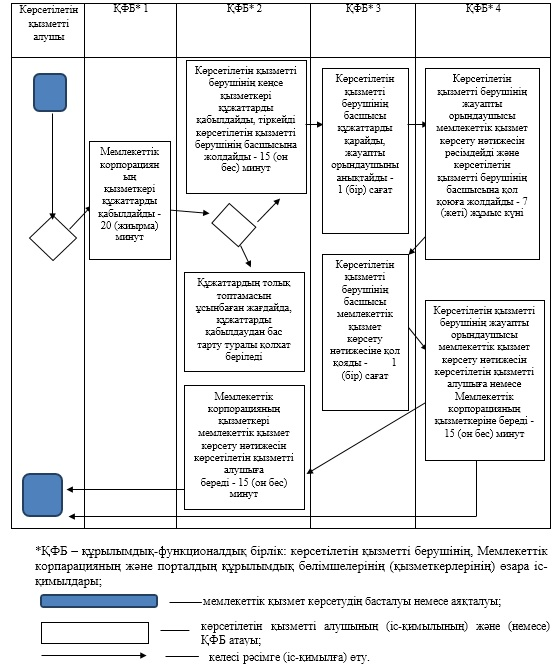 Көрсетілетін
қызметті
алушы
ҚФБ* 1
ҚФБ* 2
ҚФБ* 3
ҚФБ* 4
Мемлекеттік
корпорациян
ың
қызметкері
құжаттарды
қабылдайды -
20 (жиырма)
минут
Көрсетілетін қызметті
берушінің кеңсе
қызметкері
құжаттарды
қабылдайды, тіркейді
көрсетілетін қызметті
берушінің басшысына
жолдайды - 15 (он
бес) минут
Құжаттардың толық
топтамасын
ұсынбаған жағдайда,
құжаттарды
қабылдаудан бас
тарту туралы қолхат
беріледі
Мемлекеттік
корпорацияның
қызметкері
мемлекеттік қызмет
көрсету нәтижесін
көрсетілетін қызметті
алушыға
береді - 15 (он бес)
минут
Көрсетілетін
қызметті
берушінің
басшысы
құжаттарды
қарайды,
жауапты
орындаушыны
анықтайды -
1 (бір) сағат
Көрсетілетін
қызметті
берушінің
басшысы
мемлекеттік
қызмет
көрсету
нәтижесіне қол
қояды - 1
(бір) сағат
Көрсетілетін
қызметті берушінің
жауапты
орындаушысы
мемлекеттік қызмет
көрсету нәтижесін
рәсімдейді және
көрсетілетін
қызметті берушінің
басшысына қол
қоюға жолдайды - 7
(жеті) жұмыс күні
Көрсетілетін қызметті
берушінің жауапты
орындаушысы
мемлекеттік қызмет
көрсету нәтижесін
көрсетілетін қызметті
алушыға немесе
Мемлекеттік
корпорацияның
қызметкеріне береді -
15 (он бес) минут
*ҚФБ – құрылымдық-функционалдық бірлік: көрсетілетін қызметті берушінің, Мемлекеттік
корпарацияның және порталдың құрылымдық бөлімшелерінің (қызметкерлерінің) өзара іс-
қимылдары;
мемлекеттік қызмет көрсетудің басталуы немесе аяқталуы;
көрсетілетін қызметті алушының (іс-қимылының) және (немесе)
ҚФБ атауы;
келесі рәсімге (іс-қимылға) өту.